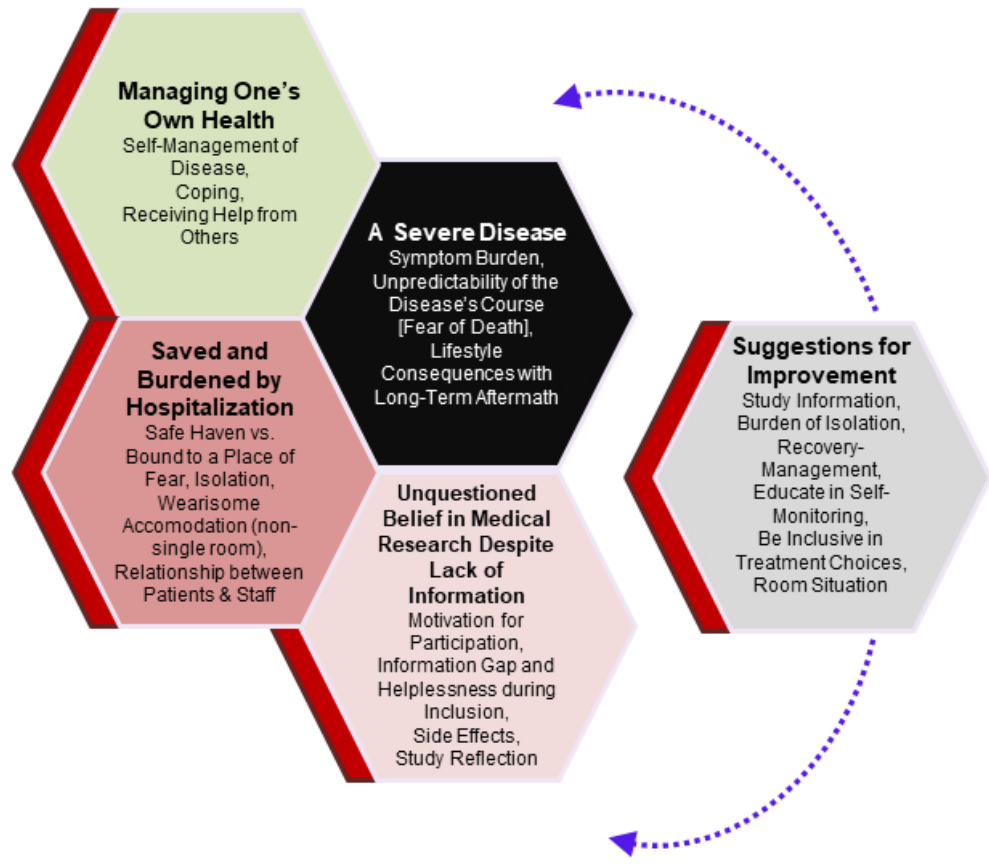 Managing One's
Own Health
Self-Management of
Disease,
Coping,
Receiving Help from
Others
A Severe Disease
Symptom Burden,
Unpredictability of the
Disease's Course
[Fear of Death],
Lifestyle
Consequences with
Long-Term Aftermath
Saved and
Burdened by
Hospitalization
Safe Haven vs.
Bound to a Place of
Fear, Isolation,
Wearisome
Accomodation (non-
single room),
Relationship between
Patients & Staff
Unquestioned
Belief in Medical
Research Despite
Lack of
Information
Motivation for
Participation,
Information Gap and
Helplessness during
Inclusion,
Side Effects,
Study Reflection
Suggestions for
Improvement
Study Information,
Burden of Isolation,
Recovery-
Management,
Educate in Self-
Monitoring,
Be Inclusive in
Treatment Choices,
Room Situation